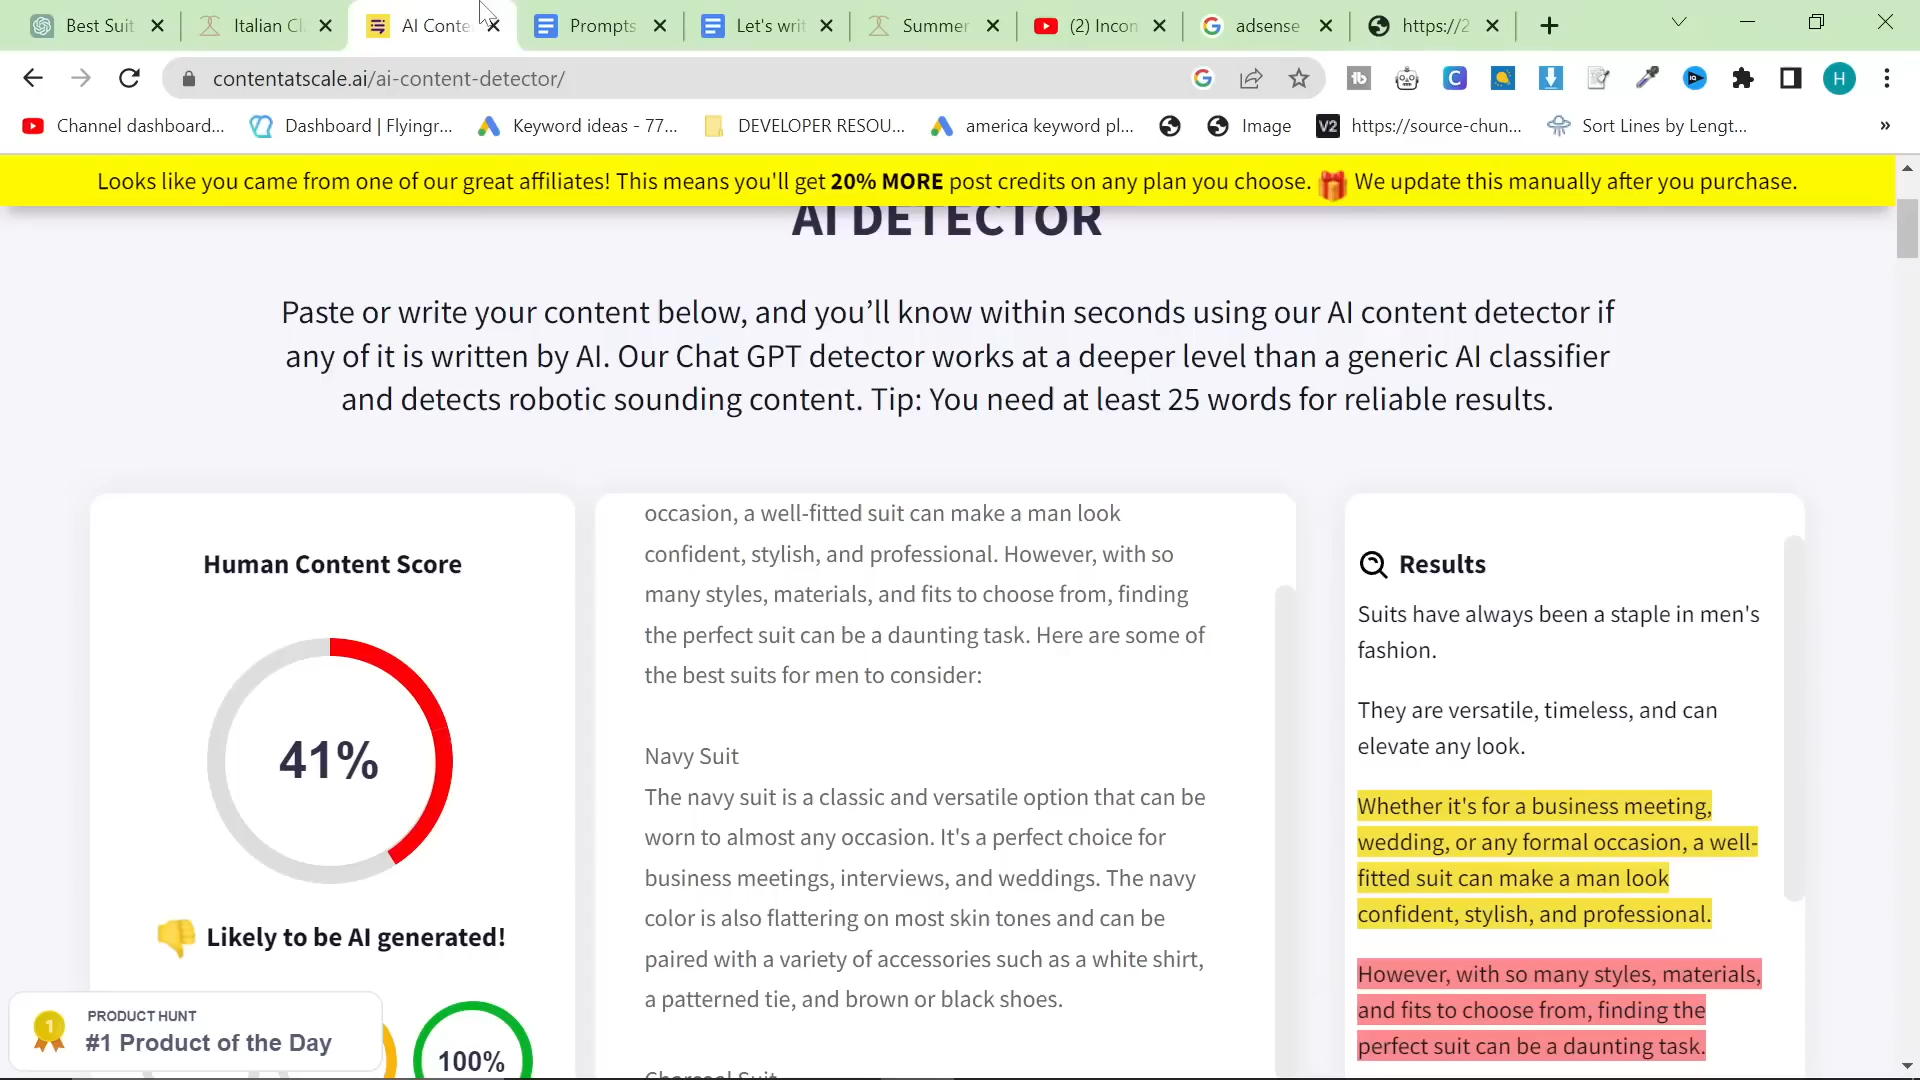 Best Suit
Italian Cl
AI Conte
Prompts
Let's writ
Summer
(2) Incon
adsense
https://2
contentatscale.ai/ai-content-detector/
H
Channel dashboard...
Dashboard | Flyingr...
Keyword ideas - 77...
DEVELOPER RESOU...
america keyword pl...
Image
V2
https://source-chun...
Sort Lines by Lengt...
»
Looks like you came from one of our great affiliates! This means you'll get 20% MORE post credits on any plan you choose. We update this manually after you purchase.
AI DETECTOR
Paste or write your content below, and you’ll know within seconds using our AI content detector if
any of it is written by AI. Our Chat GPT detector works at a deeper level than a generic AI classifier
and detects robotic sounding content. Tip: You need at least 25 words for reliable results.
Human Content Score
41%
Likely to be AI generated!
PRODUCT HUNT
#1 Product of the Day
100%
occasion, a well-fitted suit can make a man look
confident, stylish, and professional. However, with so
many styles, materials, and fits to choose from, finding
the perfect suit can be a daunting task. Here are some of
the best suits for men to consider:
Navy Suit
The navy suit is a classic and versatile option that can be
worn to almost any occasion. It's a perfect choice for
business meetings, interviews, and weddings. The navy
color is also flattering on most skin tones and can be
paired with a variety of accessories such as a white shirt,
a patterned tie, and brown or black shoes.
Charcoal Suit
Results
Suits have always been a staple in men's
fashion.
They are versatile, timeless, and can
elevate any look.
Whether it's for a business meeting,
wedding, or any formal occasion, a well-
fitted suit can make a man look
confident, stylish, and professional.
However, with so many styles, materials,
and fits to choose from, finding the
perfect suit can be a daunting task.